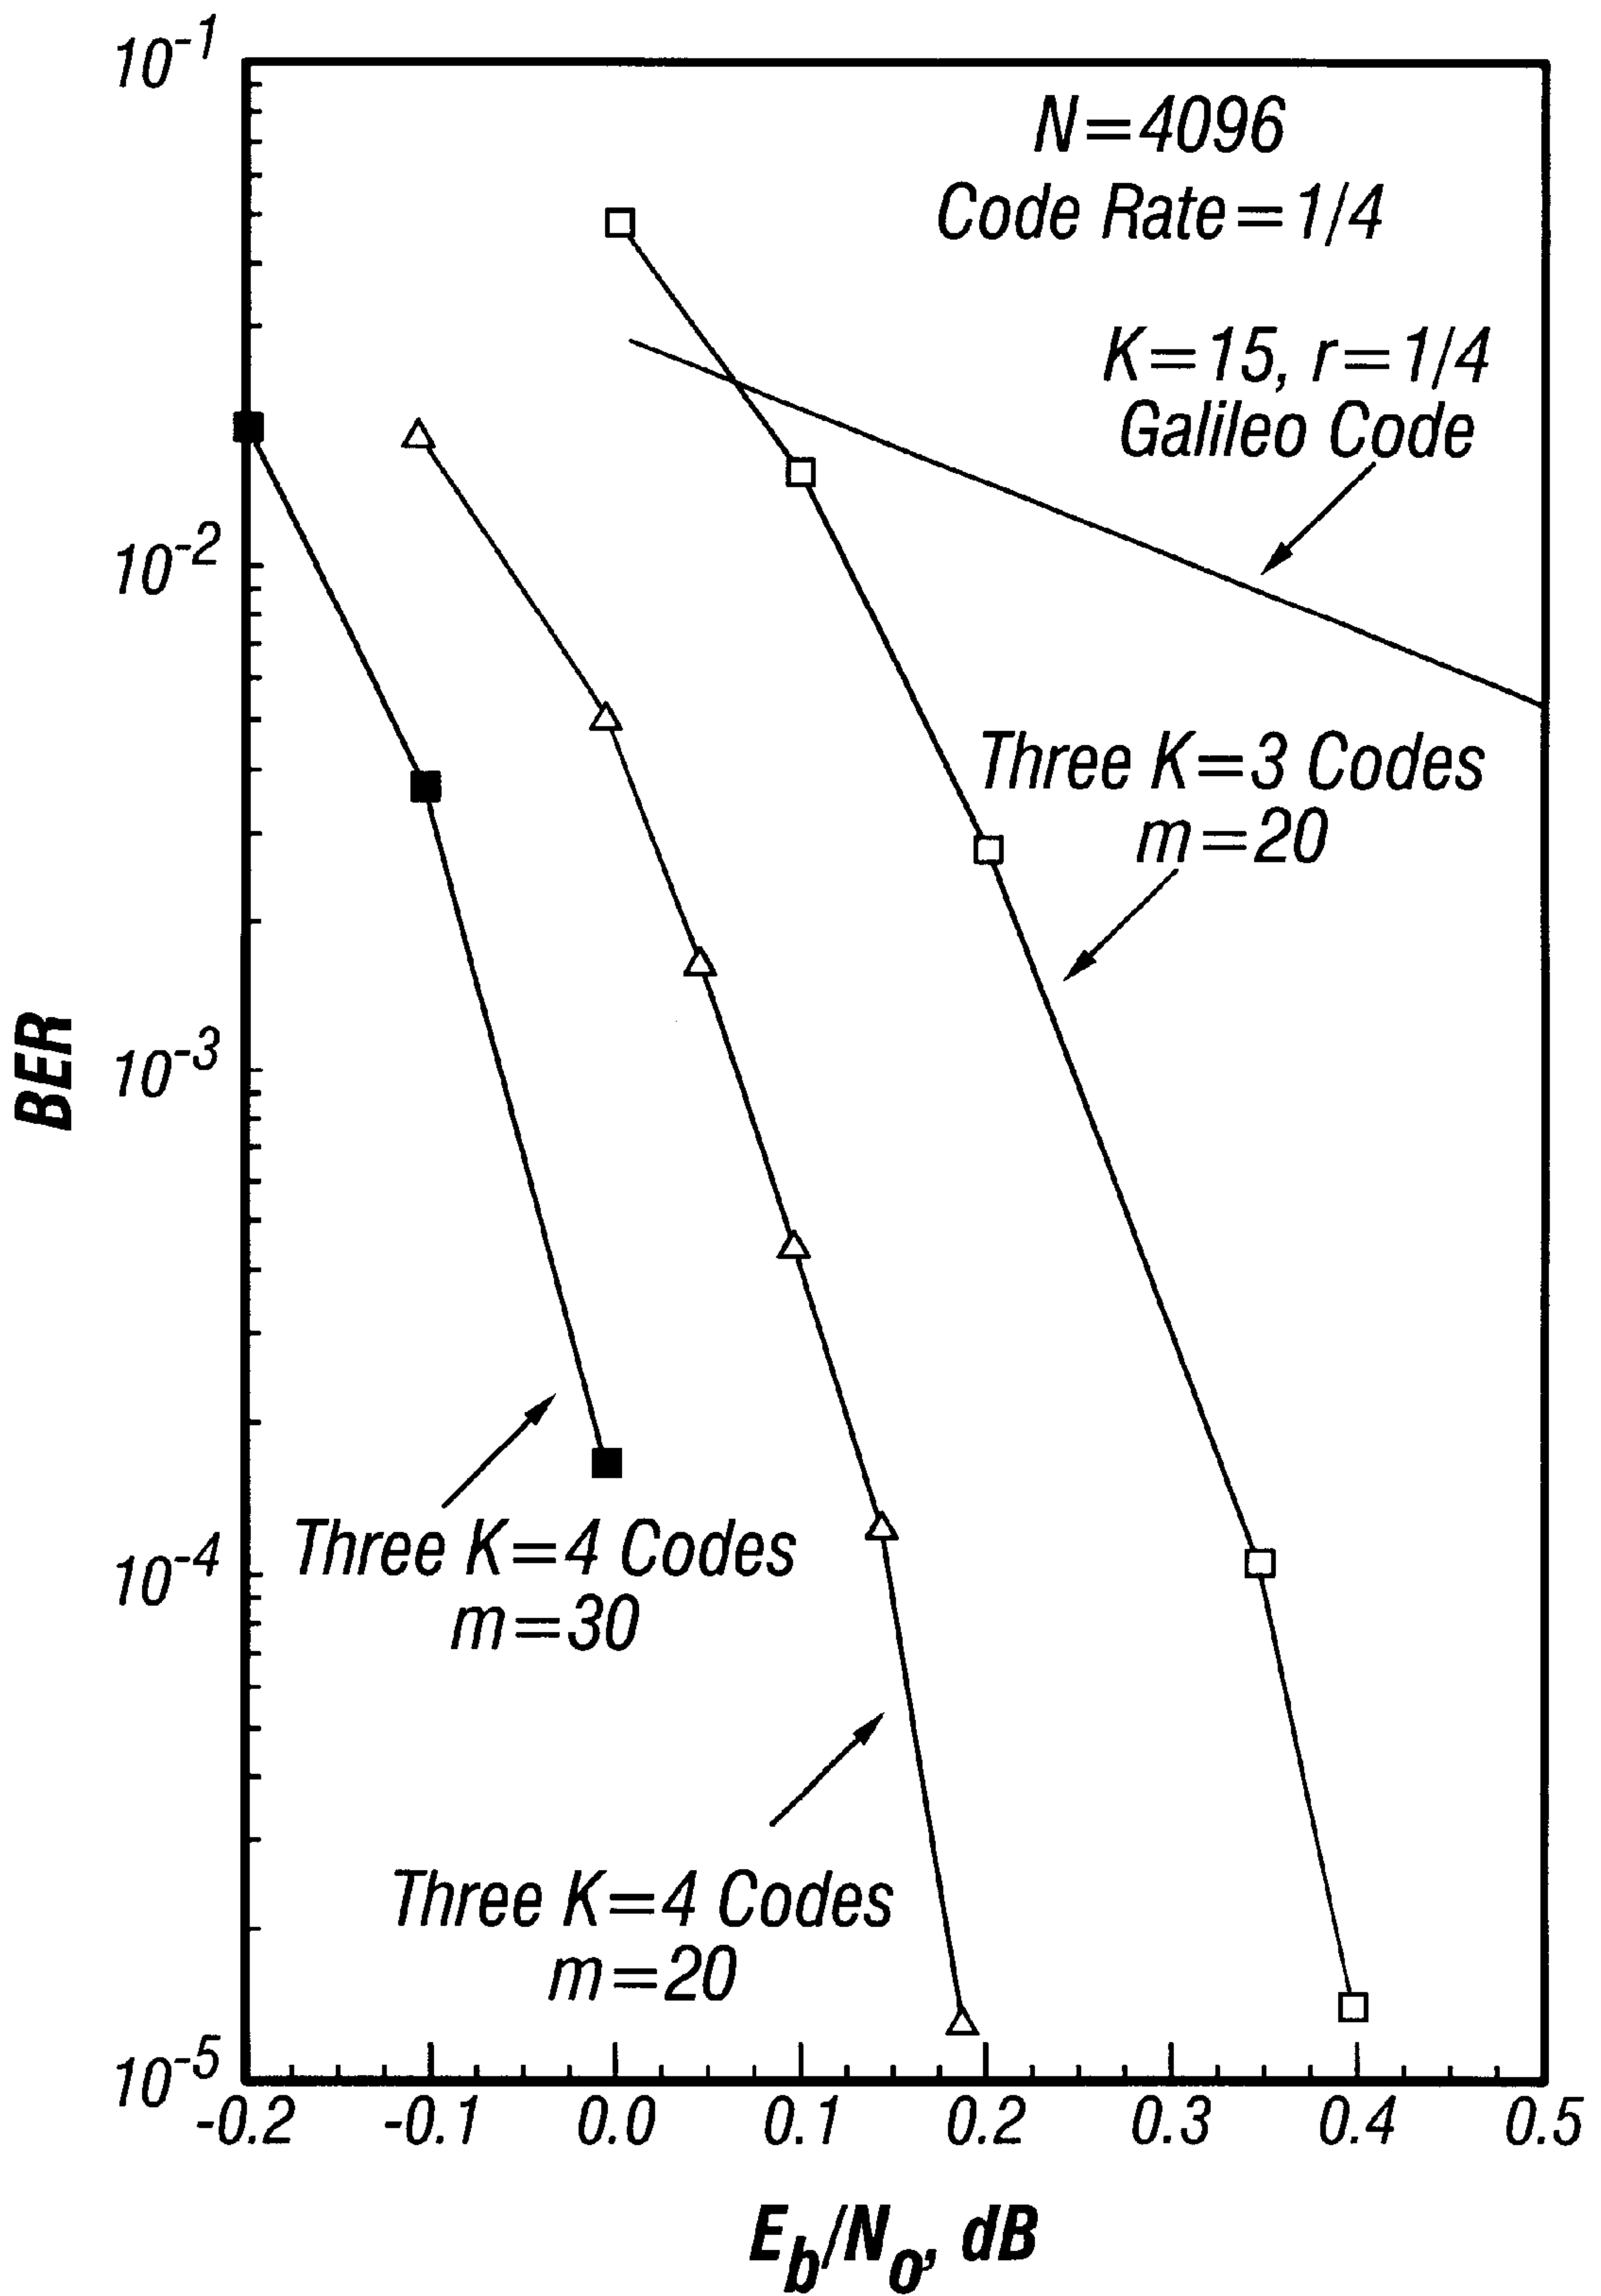 10^-1
N=4096
Code Rate=1/4
K=15, r=1/4
Galileo Code
10^-2
Three K=3 Codes
m=20
BER
10^-3
Three K=4 Codes
m=30
10^-4
Three K=4 Codes
m=20
10^-5
-0.2 -0.1 0.0 0.1 0.2 0.3 0.4 0.5
E_b/N_o, dB